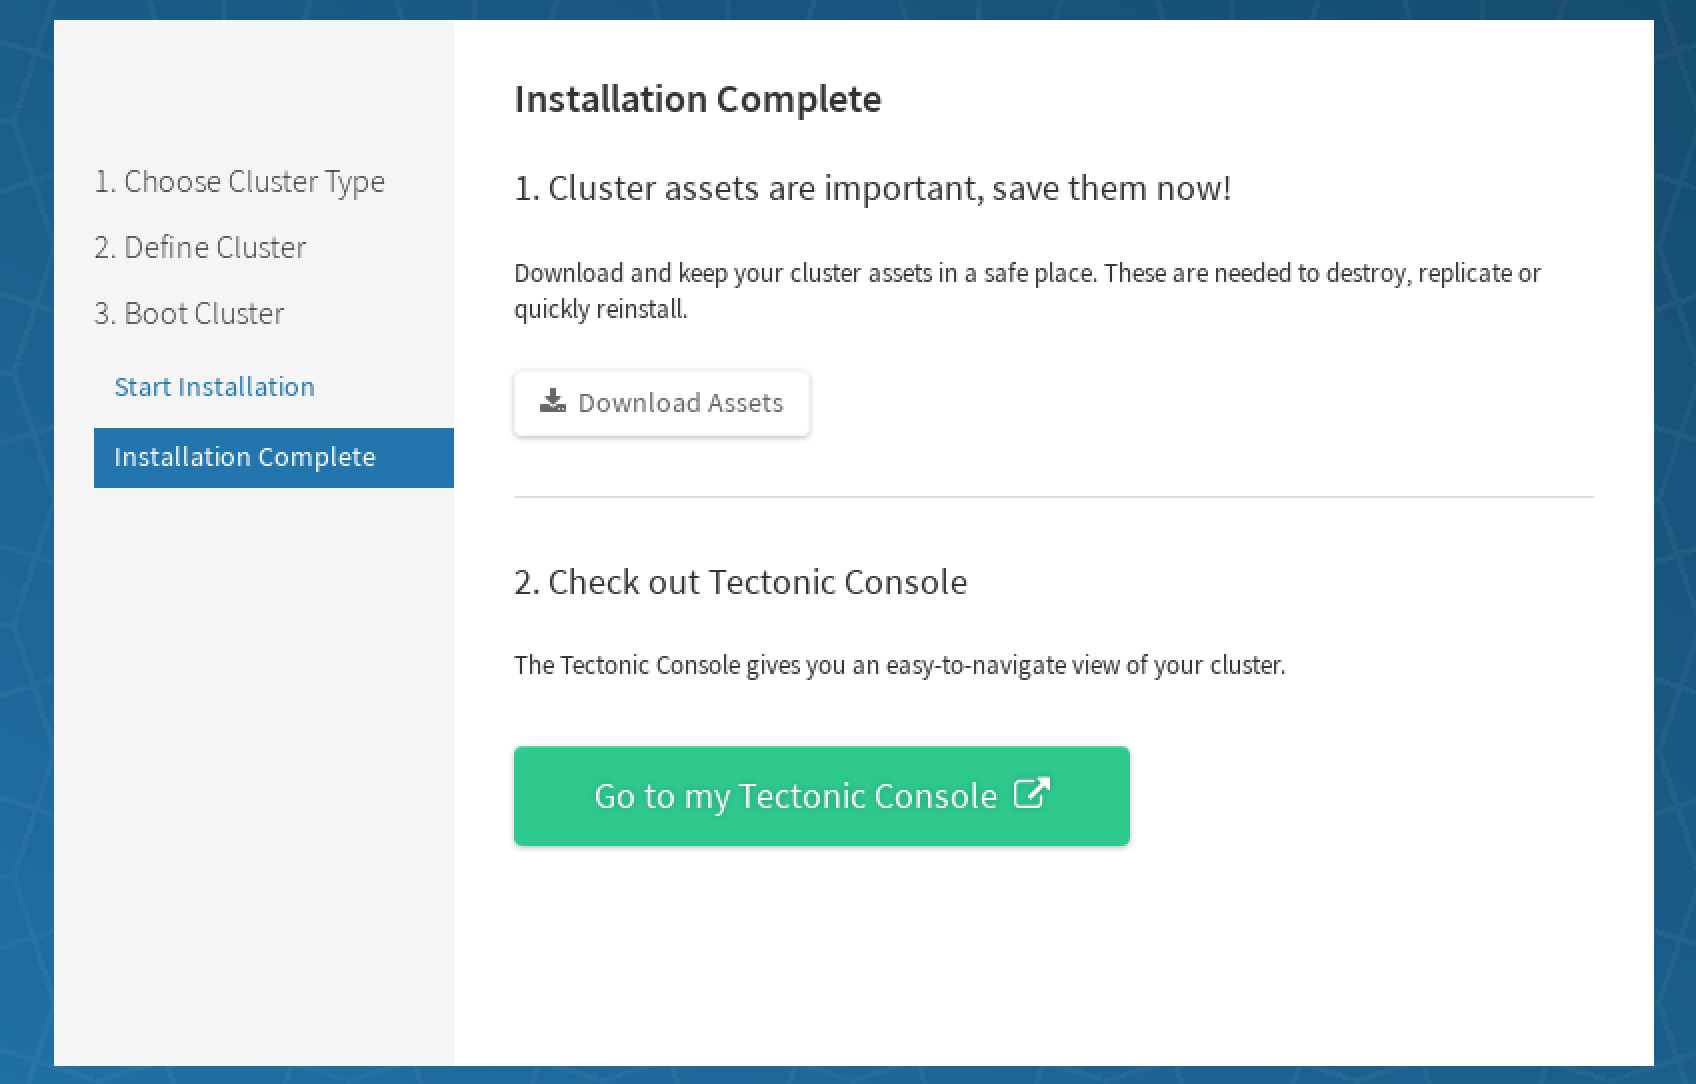 1. Choose Cluster Type
2. Define Cluster
3. Boot Cluster
Start Installation
Installation Complete
Installation Complete
1. Cluster assets are important, save them now!
Download and keep your cluster assets in a safe place. These are needed to destroy, replicate or
quickly reinstall.
Download Assets
2. Check out Tectonic Console
The Tectonic Console gives you an easy-to-navigate view of your cluster.
Go to my Tectonic Console